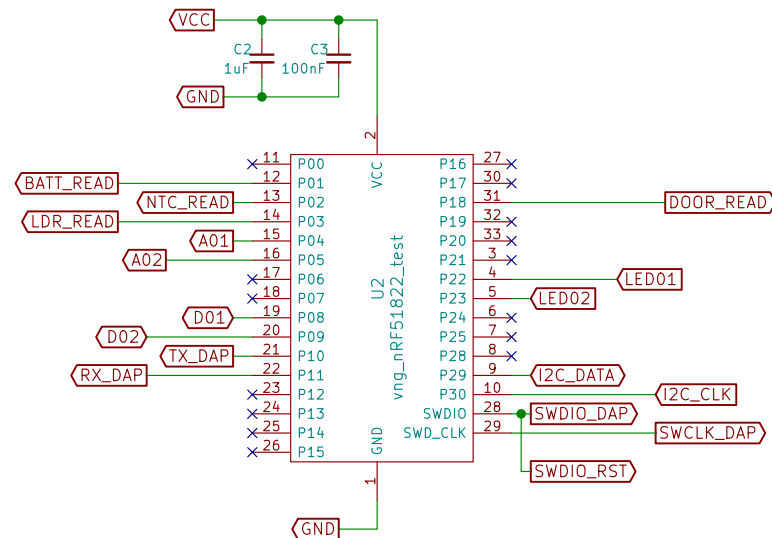 VCC
C2
1uF
C3
100nF
GND
2
VCC
U2
vng_nRF51822_test
11 P00
BATT_READ 12 P01
NTC_READ 13 P02
LDR_READ 14 P03
A01 15 P04
A02 16 P05
17 P06
18 P07
D01 19 P08
D02 20 P09
TX_DAP 21 P10
RX_DAP 22 P11
23 P12
24 P13
25 P14
26 P15
P16 27
P17 30
P18 31 DOOR_READ
P19 32
P20 33
P21 3
P22 4 LED01
P23 5 LED02
P24 6
P25 7
P28 8
P29 9 I2C_DATA
P30 10 I2C_CLK
SWDIO 28 SWDIO_DAP
SWD_CLK 29 SWCLK_DAP
SWDIO_RST
GND
1
GND